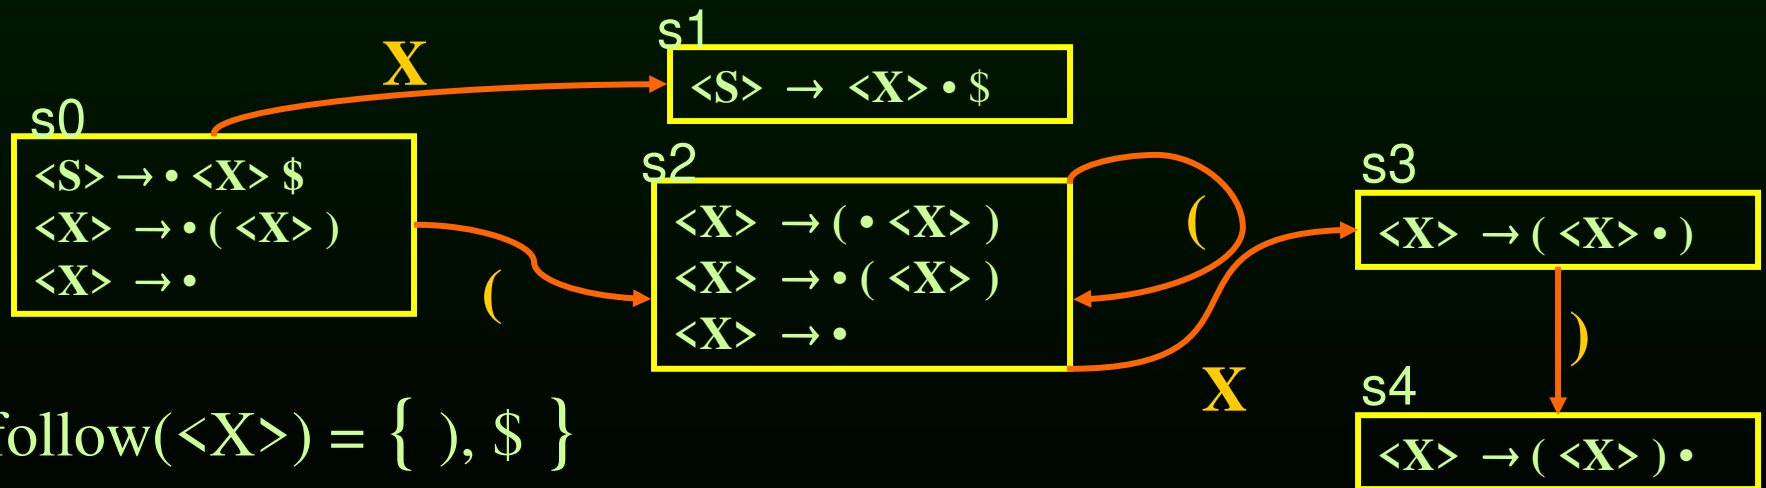 s1
X
<S> → <X> • $
s0
<S> → • <X> $
<X> → • ( <X> )
<X> → •
(
s2
<X> → ( • <X> )
<X> → • ( <X> )
<X> → •
(
X
s3
<X> → ( <X> • )
)
s4
<X> → ( <X> ) •
follow(<X>) = { ), $ }